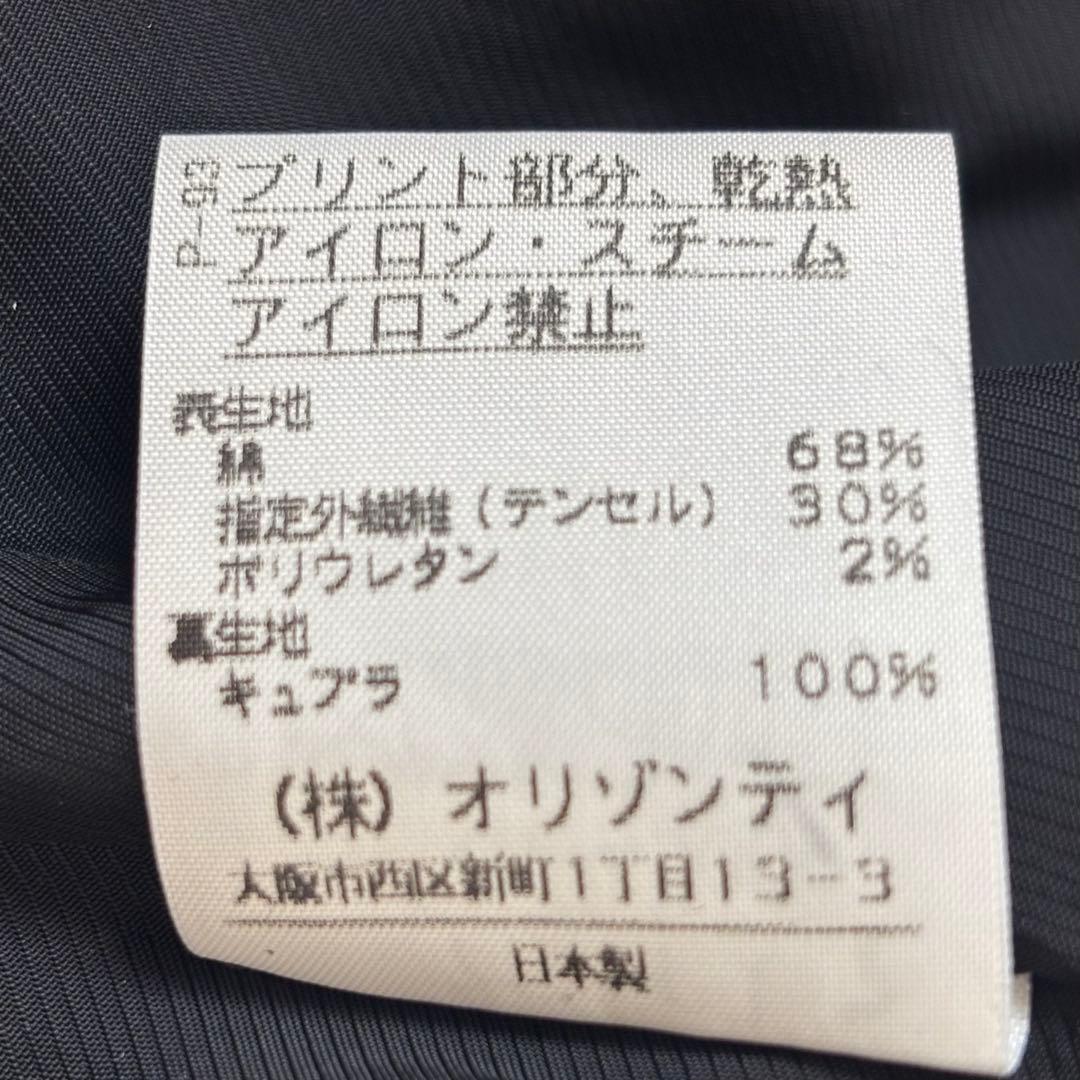 P-963
プリント部分、乾熱
アイロン・スチーム
アイロン禁止
表生地
綿 68%
指定外繊維(テンセル) 30%
ポリウレタン 2%
裏生地
キュプラ 100%
(株) オリゾンティ
大阪市西区新町1丁目13-3
日本製